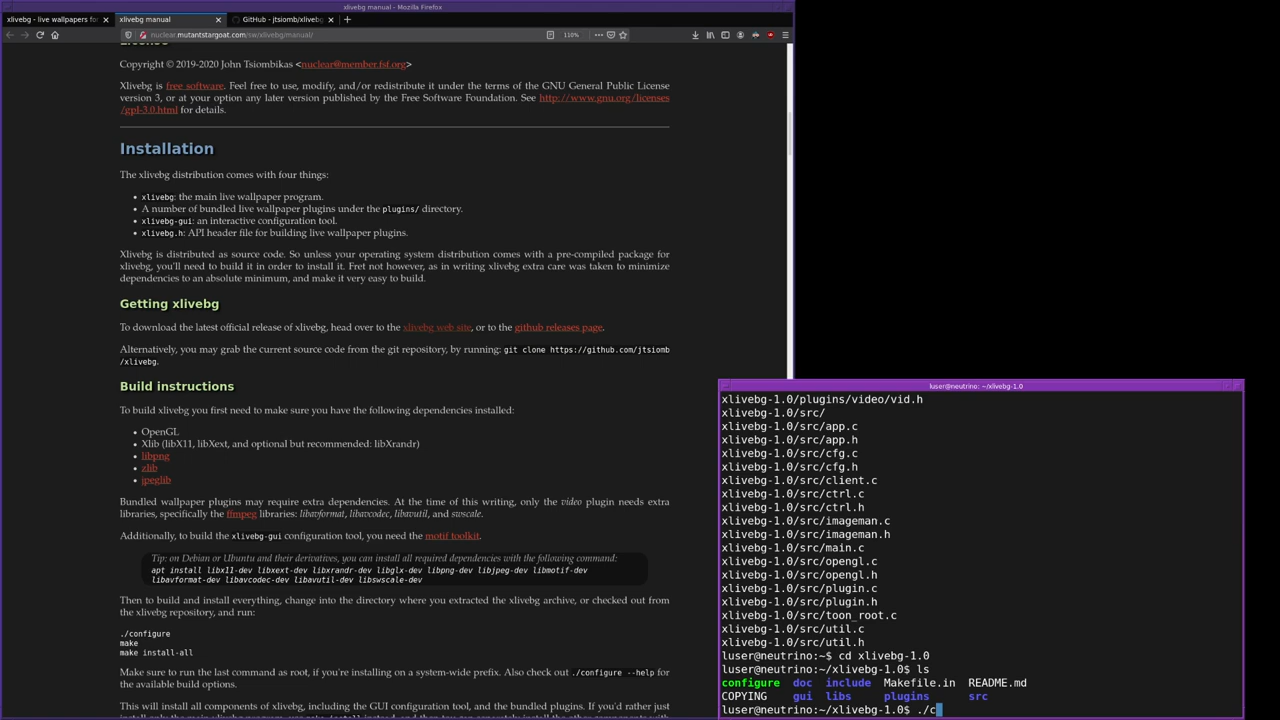 xlivebg manual - Mozilla Firefox
xlivebg - live wallpapers for
xlivebg manual
GitHub - jtsiomb/xlivebg
nuclear.mutantstargoat.com/sw/xlivebg/manual/
110%
License
Copyright © 2019-2020 John Tsiombikas <nuclear@member.fsf.org>
Xlivebg is free software. Feel free to use, modify, and/or redistribute it under the terms of the GNU General Public License
version 3, or at your option any later version published by the Free Software Foundation. See http://www.gnu.org/licenses
/gpl-3.0.html for details.
Installation
The xlivebg distribution comes with four things:
• xlivebg: the main live wallpaper program.
• A number of bundled live wallpaper plugins under the plugins/ directory.
• xlivebg-gui: an interactive configuration tool.
• xlivebg.h: API header file for building live wallpaper plugins.
Xlivebg is distributed as source code. So unless your operating system distribution comes with a pre-compiled package for
xlivebg, you'll need to build it in order to install it. Fret not however, as in writing xlivebg extra care was taken to minimize
dependencies to an absolute minimum, and make it very easy to build.
Getting xlivebg
To download the latest official release of xlivebg, head over to the xlivebg web site, or to the github releases page.
Alternatively, you may grab the current source code from the git repository, by running: git clone https://github.com/jtsiomb
/xlivebg.
Build instructions
To build xlivebg you first need to make sure you have the following dependencies installed:
• OpenGL
• Xlib (libX11, libXext, and optional but recommended: libXrandr)
• libpng
• zlib
• jpeglib
Bundled wallpaper plugins may require extra dependencies. At the time of this writing, only the video plugin needs extra
libraries, specifically the ffmpeg libraries: libavformat, libavcodec, libavutil, and swscale.
Additionally, to build the xlivebg-gui configuration tool, you need the motif toolkit.
Tip: on Debian or Ubuntu and their derivatives, you can install all required dependencies with the following command:
apt install libx11-dev libxext-dev libxrandr-dev libglx-dev libpng-dev libjpeg-dev libmotif-dev
libavformat-dev libavcodec-dev libavutil-dev libswscale-dev
Then to build and install everything, change into the directory where you extracted the xlivebg archive, or checked out from
the xlivebg repository, and run:
./configure
make
make install-all
Make sure to run the last command as root, if you're installing on a system-wide prefix. Also check out ./configure --help for
the available build options.
This will install all components of xlivebg, including the GUI configuration tool, and the bundled plugins. If you'd rather just
luser@neutrino: ~/xlivebg-1.0
xlivebg-1.0/plugins/video/vid.h
xlivebg-1.0/src/
xlivebg-1.0/src/app.c
xlivebg-1.0/src/app.h
xlivebg-1.0/src/cfg.c
xlivebg-1.0/src/cfg.h
xlivebg-1.0/src/client.c
xlivebg-1.0/src/ctrl.c
xlivebg-1.0/src/ctrl.h
xlivebg-1.0/src/imageman.c
xlivebg-1.0/src/imageman.h
xlivebg-1.0/src/main.c
xlivebg-1.0/src/opengl.c
xlivebg-1.0/src/opengl.h
xlivebg-1.0/src/plugin.c
xlivebg-1.0/src/plugin.h
xlivebg-1.0/src/toon_root.c
xlivebg-1.0/src/util.c
xlivebg-1.0/src/util.h
luser@neutrino:~$ cd xlivebg-1.0
luser@neutrino:~/xlivebg-1.0$ ls
configure doc include Makefile.in README.md
COPYING gui libs plugins src
luser@neutrino:~/xlivebg-1.0$ ./c